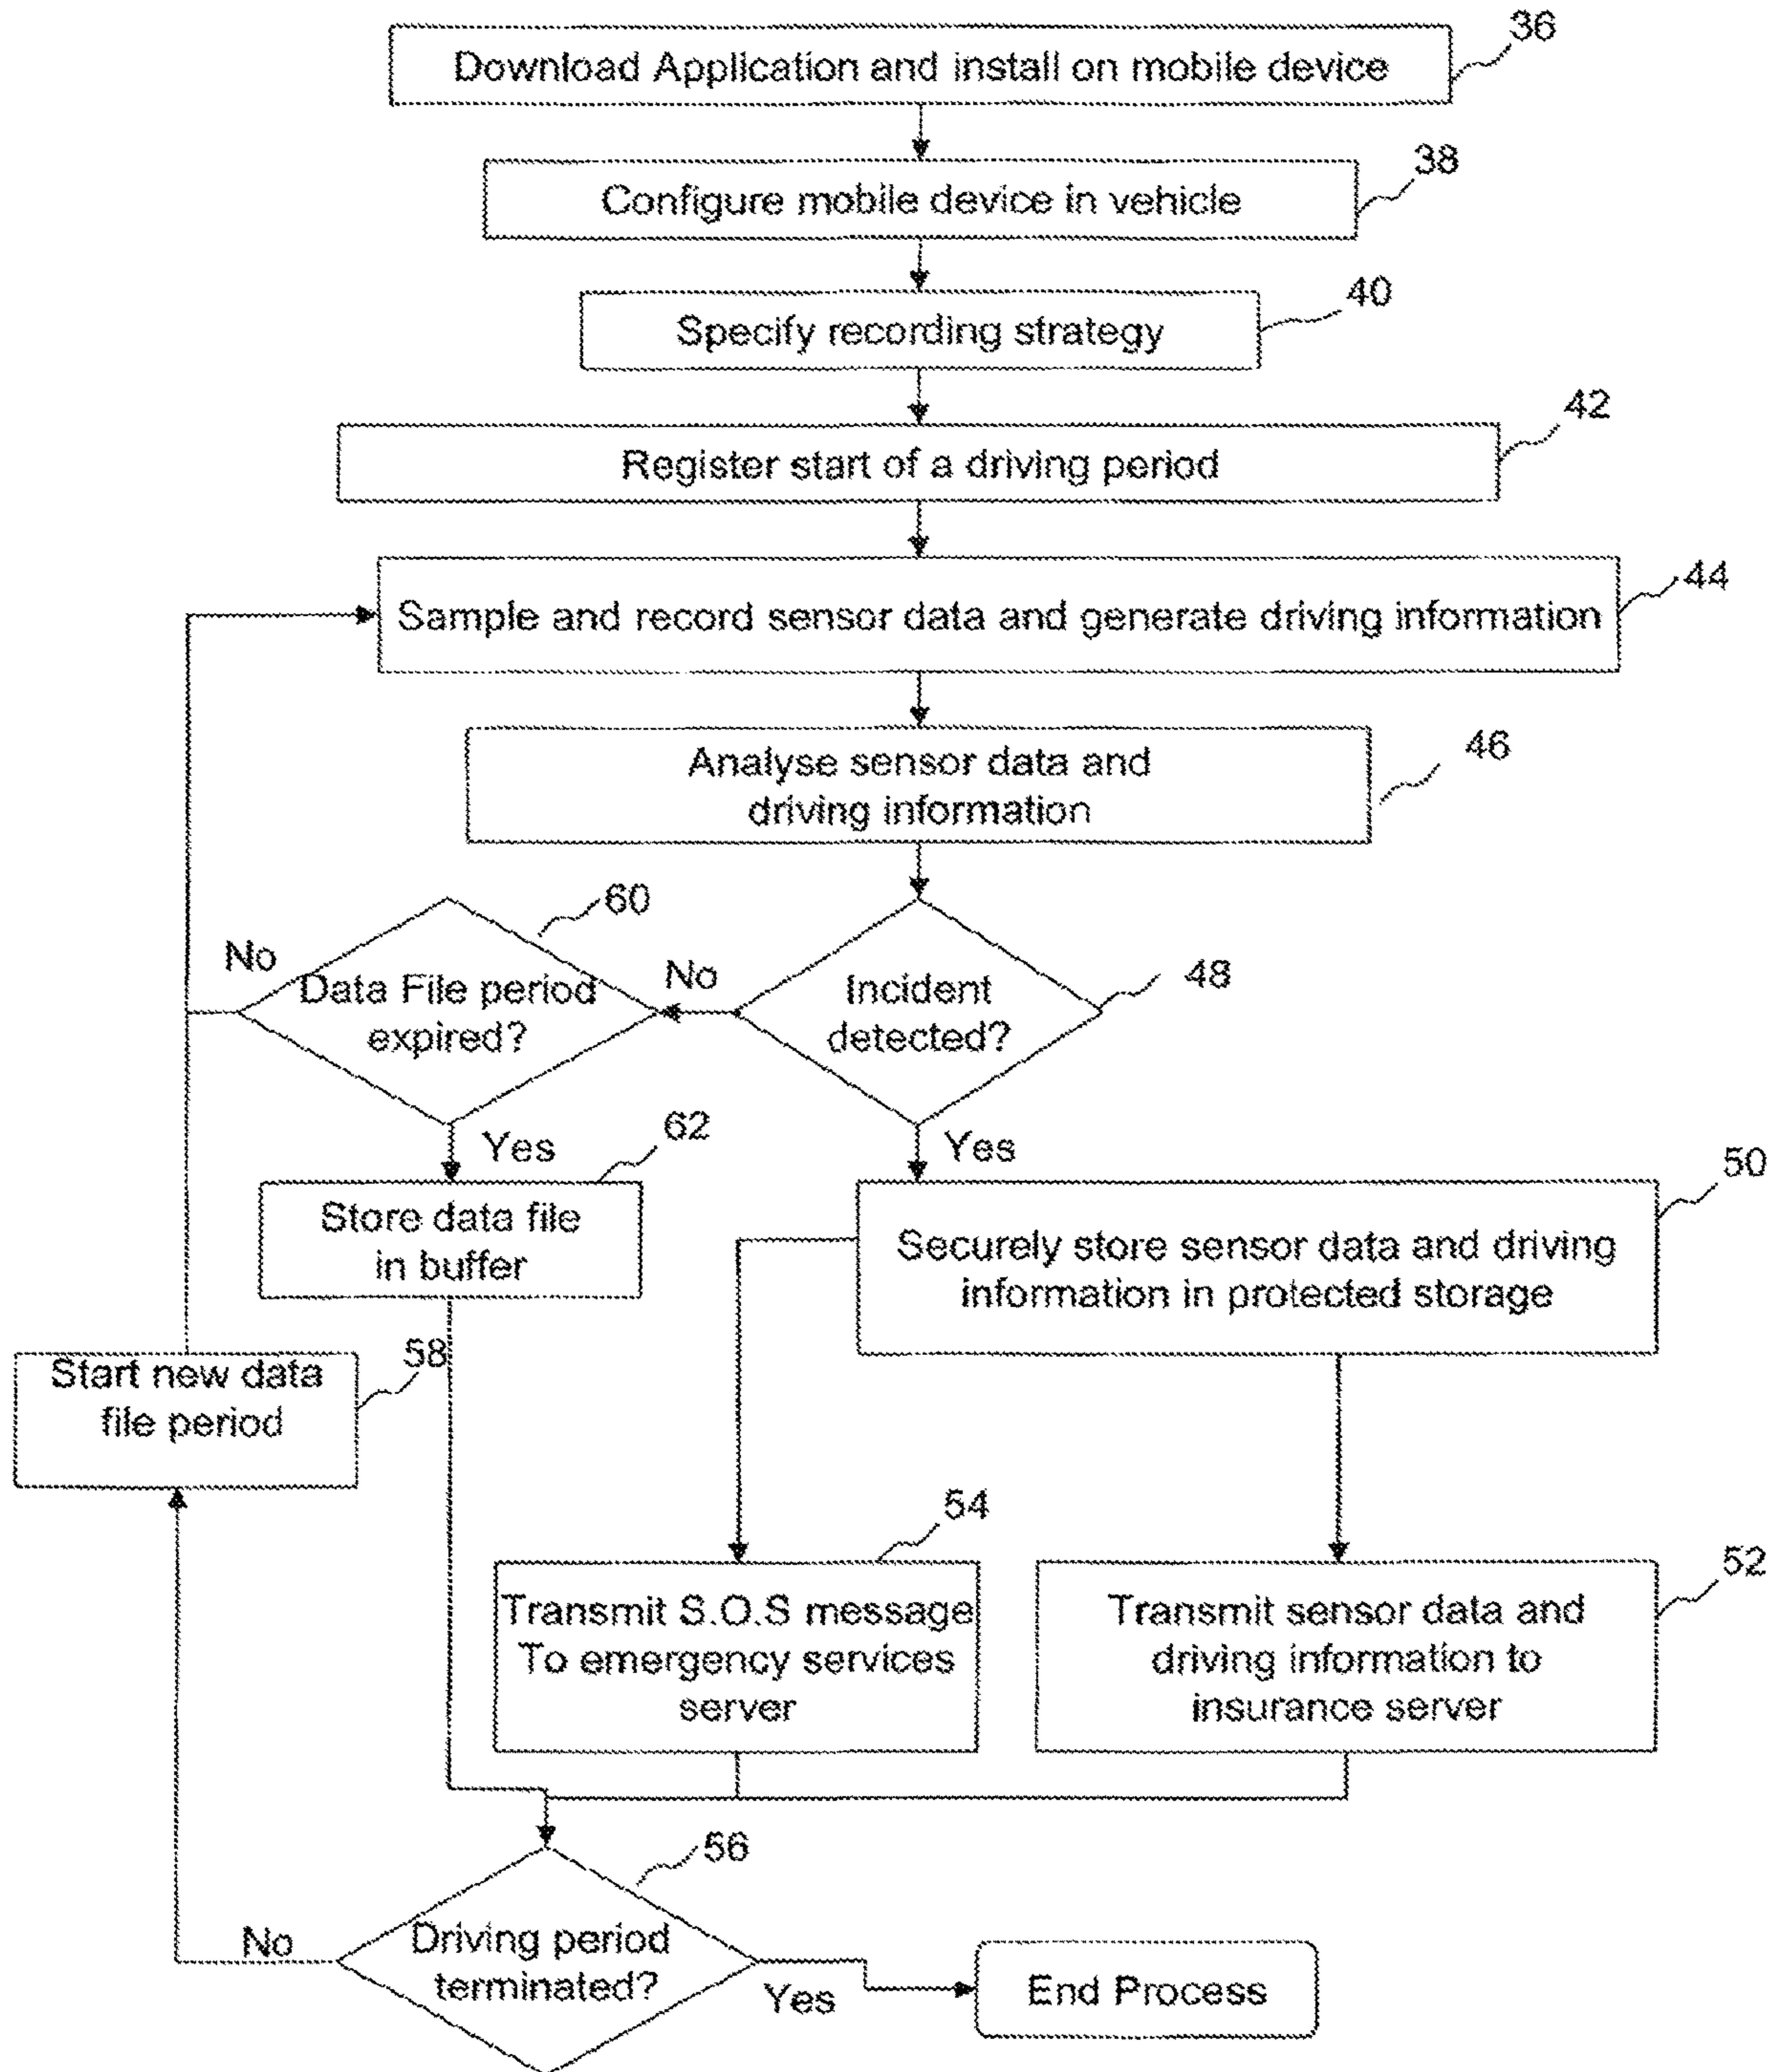 36
Download Application and install on mobile device
38
Configure mobile device in vehicle
40
Specify recording strategy
42
Register start of a driving period
44
Sample and record sensor data and generate driving information
46
Analyse sensor data and
driving information
60
No
Data File period
expired?
No
48
Incident
detected?
Yes
62
Yes
50
Store data file
in buffer
Securely store sensor data and driving
information in protected storage
58
Start new data
file period
54
52
Transmit S.O.S message
To emergency services
server
Transmit sensor data and
driving information to
insurance server
56
No
Driving period
terminated?
Yes
End Process